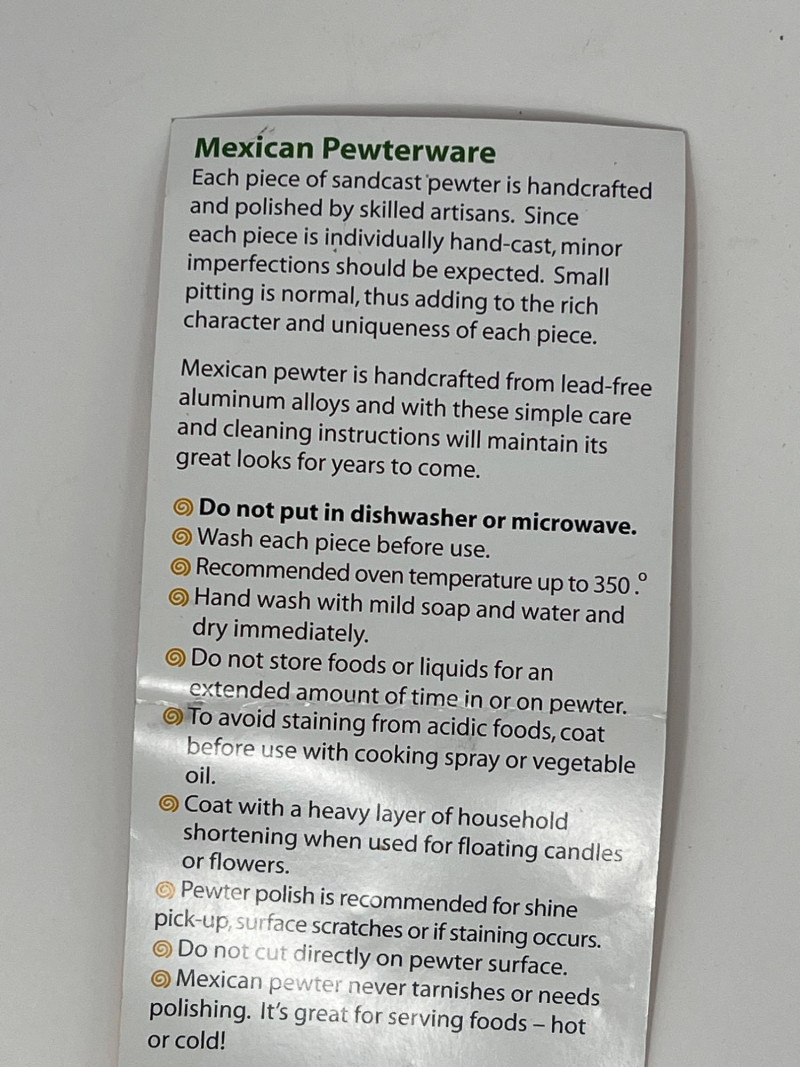 Mexican Pewterware
Each piece of sandcast pewter is handcrafted
and polished by skilled artisans. Since
each piece is individually hand-cast, minor
imperfections should be expected. Small
pitting is normal, thus adding to the rich
character and uniqueness of each piece.
Mexican pewter is handcrafted from lead-free
aluminum alloys and with these simple care
and cleaning instructions will maintain its
great looks for years to come.
Do not put in dishwasher or microwave.
Wash each piece before use.
Recommended oven temperature up to 350.°
Hand wash with mild soap and water and
dry immediately.
Do not store foods or liquids for an
extended amount of time in or on pewter.
To avoid staining from acidic foods, coat
before use with cooking spray or vegetable
oil.
Coat with a heavy layer of household
shortening when used for floating candles
or flowers.
Pewter polish is recommended for shine
pick-up, surface scratches or if staining occurs.
Do not cut directly on pewter surface.
Mexican pewter never tarnishes or needs
polishing. It's great for serving foods – hot
or cold!